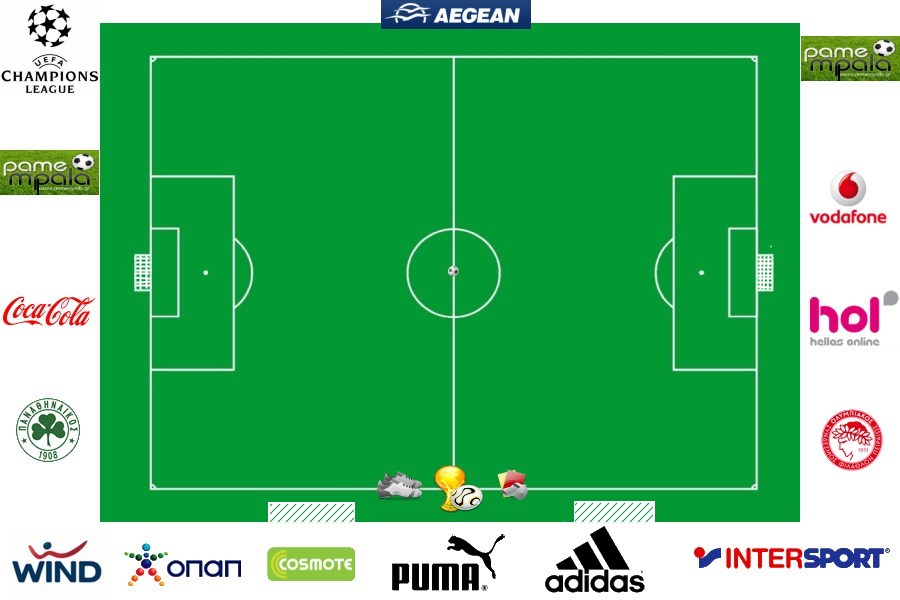 AEGEAN
UEFA
CHAMPIONS
LEAGUE
pame
mpala
pame
mpala
vodafone
Coca-Cola
hol
hellas online
ΠΑΝΑΘΗΝΑΪΚΟΣ
1908
WIND
ΟΠΑΠ
COSMOTE
PUMA
adidas
INTERSPORT